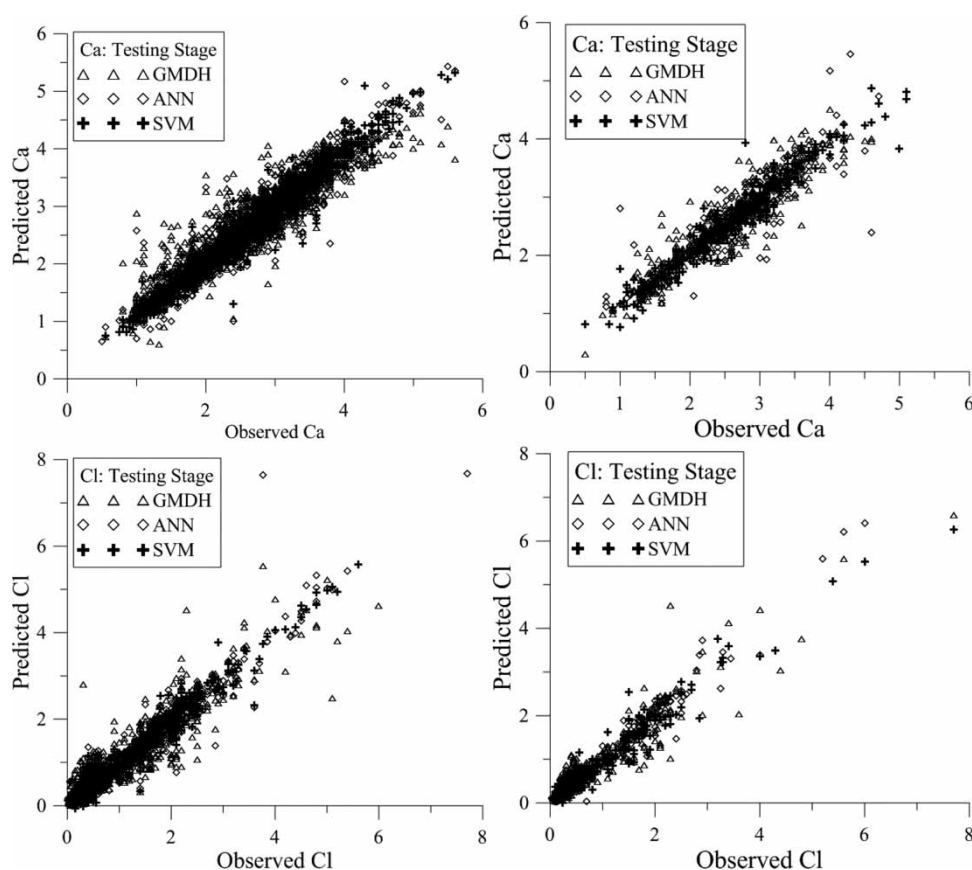 6
Ca: Testing Stage
GMDH
ANN
SVM
5
4
3
2
1
0
Predicted Ca
0
2
4
6
Observed Ca
6
Ca: Testing Stage
GMDH
ANN
SVM
4
2
0
Predicted Ca
0
1
2
3
4
5
6
Observed Ca
8
Cl: Testing Stage
GMDH
ANN
SVM
6
4
2
0
Predicted Cl
0
2
4
6
8
Observed Cl
8
Cl: Testing Stage
GMDH
ANN
SVM
6
4
2
0
Predicted Cl
0
2
4
6
8
Observed Cl